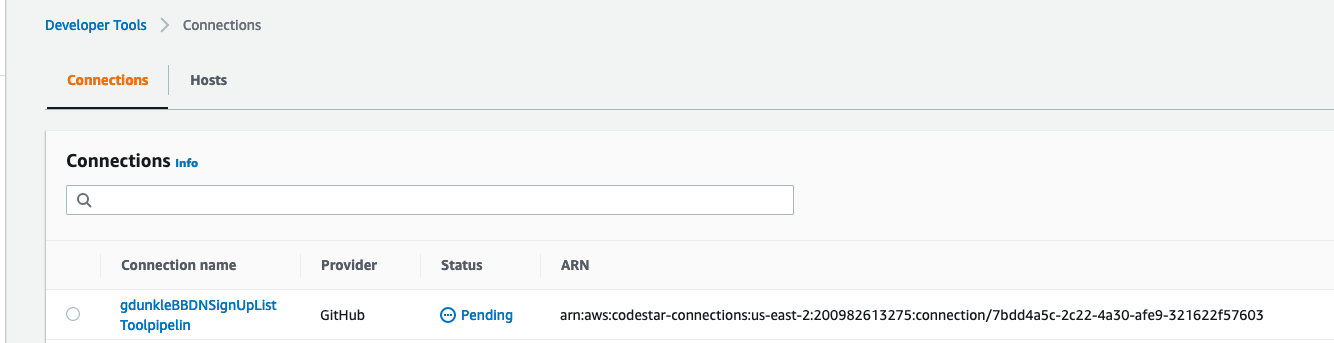 Developer Tools > Connections
Connections Hosts
Connections Info
Connection name Provider Status ARN
gdunkleBBDNSignUpList
Toolpipelin GitHub Pending arn:aws:codestar-connections:us-east-2:200982613275:connection/7bdd4a5c-2c22-4a30-afe9-321622f57603